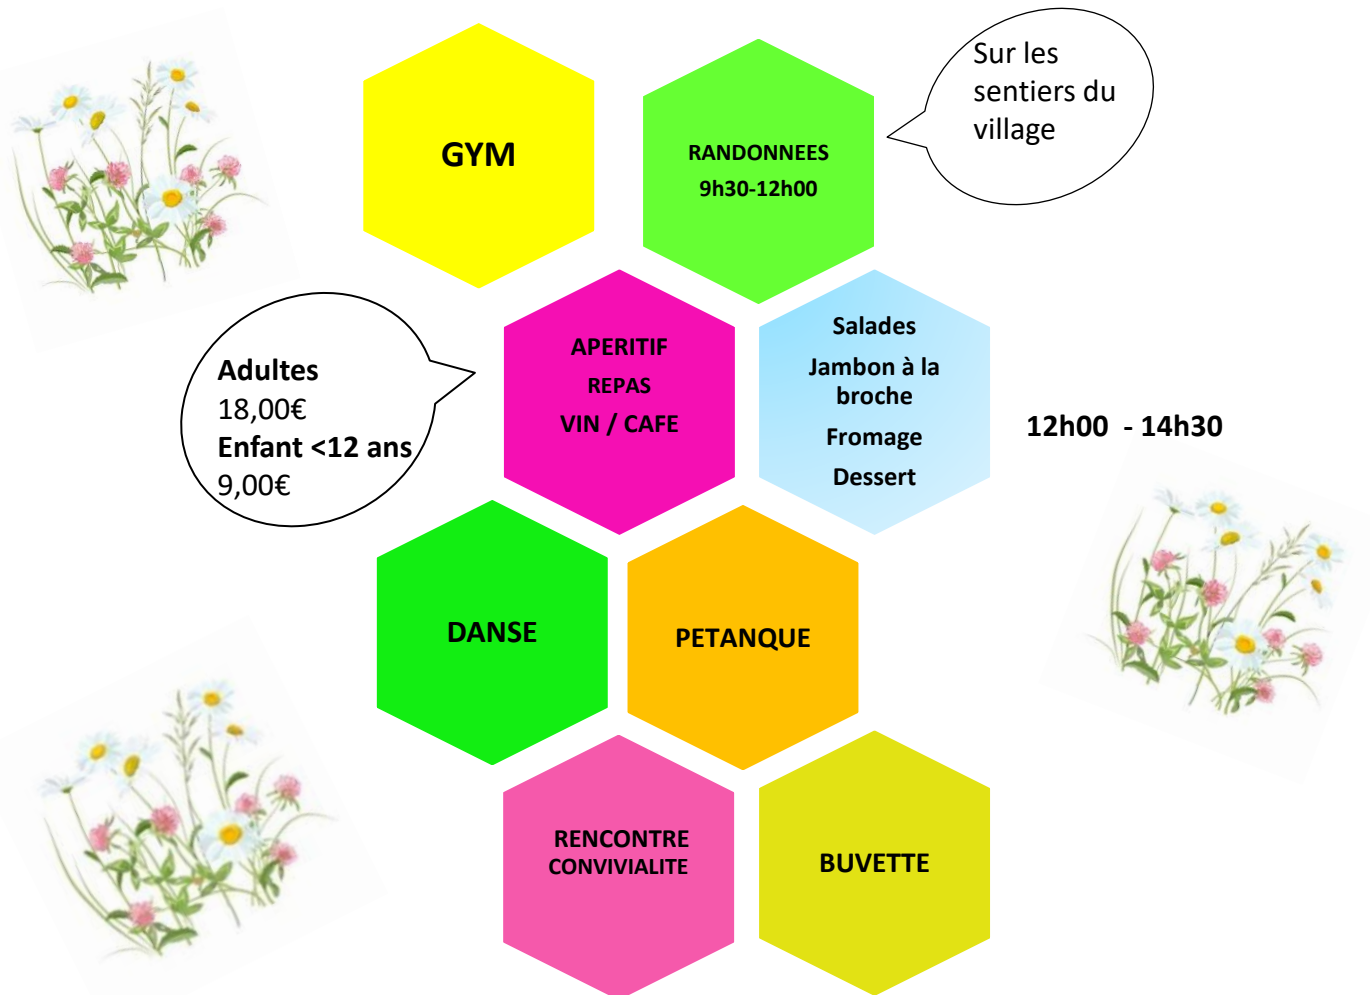 GYM
RANDONNEES
9h30-12h00
Sur les
sentiers du
village
Adultes
18,00€
Enfant <12 ans
9,00€
APERITIF
REPAS
VIN / CAFE
Salades
Jambon à la
broche
Fromage
Dessert
12h00 - 14h30
DANSE
PETANQUE
RENCONTRE
CONVIVIALITE
BUVETTE